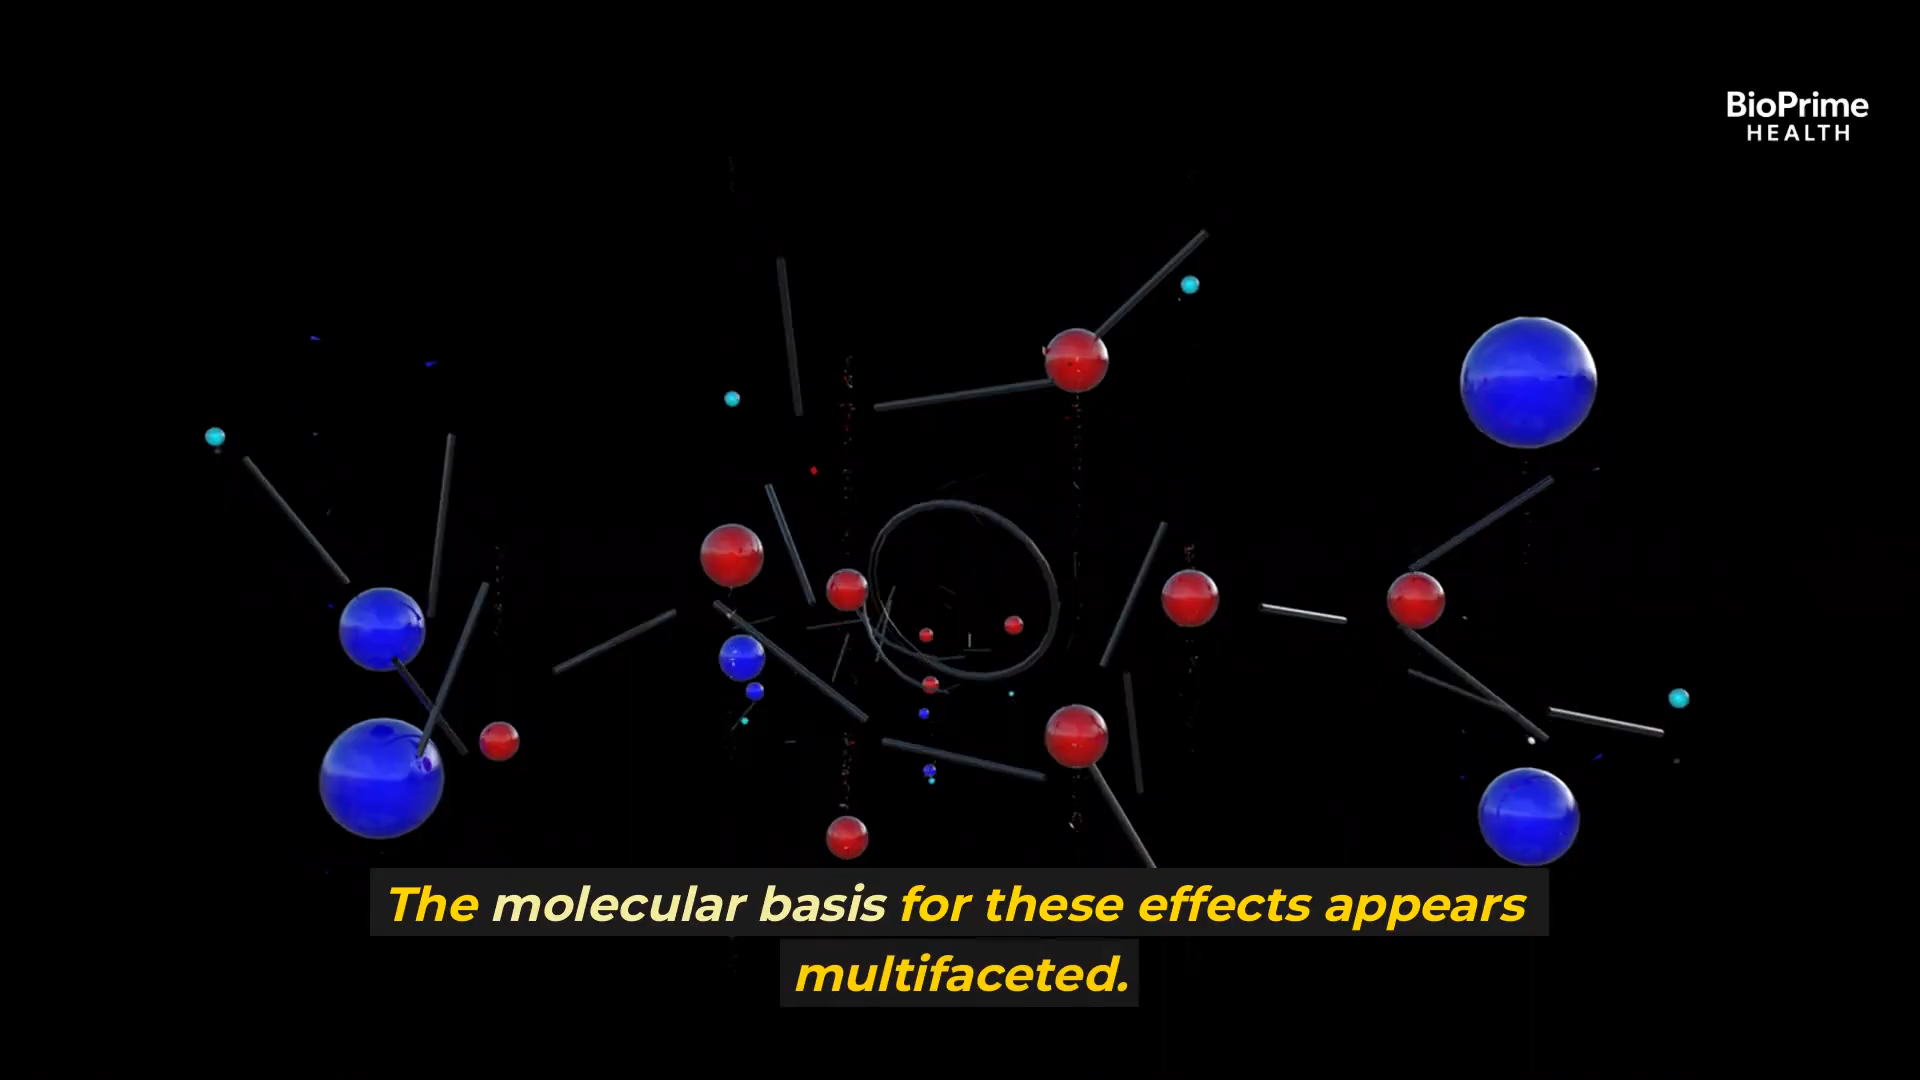 BioPrime
HEALTH
The molecular basis for these effects appears
multifaceted.